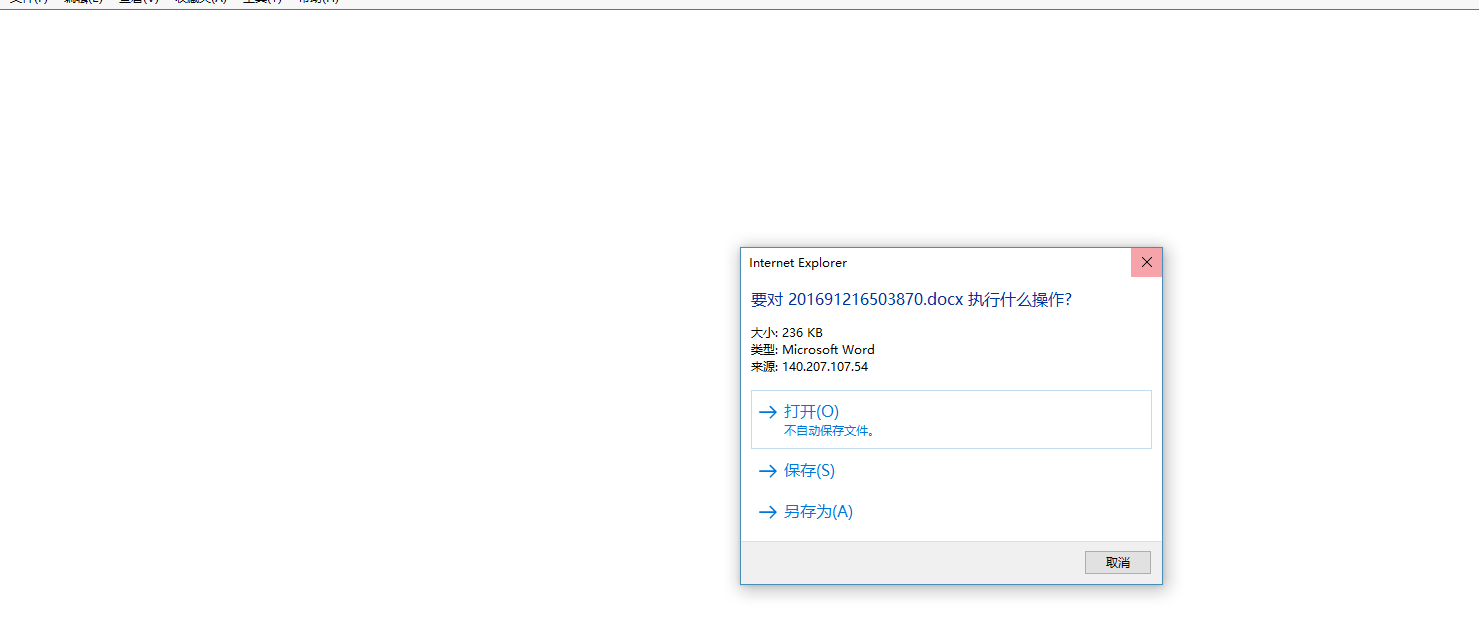 Internet Explorer
要对 201691216503870.docx 执行什么操作?
大小: 236 KB
类型: Microsoft Word
来源: 140.207.107.54
打开(O)
不自动保存文件。
保存(S)
另存为(A)
取消